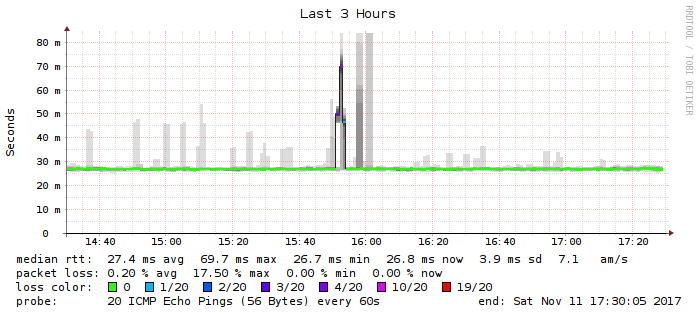 Last 3 Hours
RRDTOOL / TOBI OETIKER
Seconds
80 m
70 m
60 m
50 m
40 m
30 m
20 m
10 m
0
14:40 15:00 15:20 15:40 16:00 16:20 16:40 17:00 17:20
median rtt: 27.4 ms avg 69.7 ms max 26.7 ms min 26.8 ms now 3.9 ms sd 7.1 am/s
packet loss: 0.20 % avg 17.50 % max 0.00 % min 0.00 % now
loss color: 0 1/20 2/20 3/20 4/20 10/20 19/20
probe: 20 ICMP Echo Pings (56 Bytes) every 60s end: Sat Nov 11 17:30:05 2017